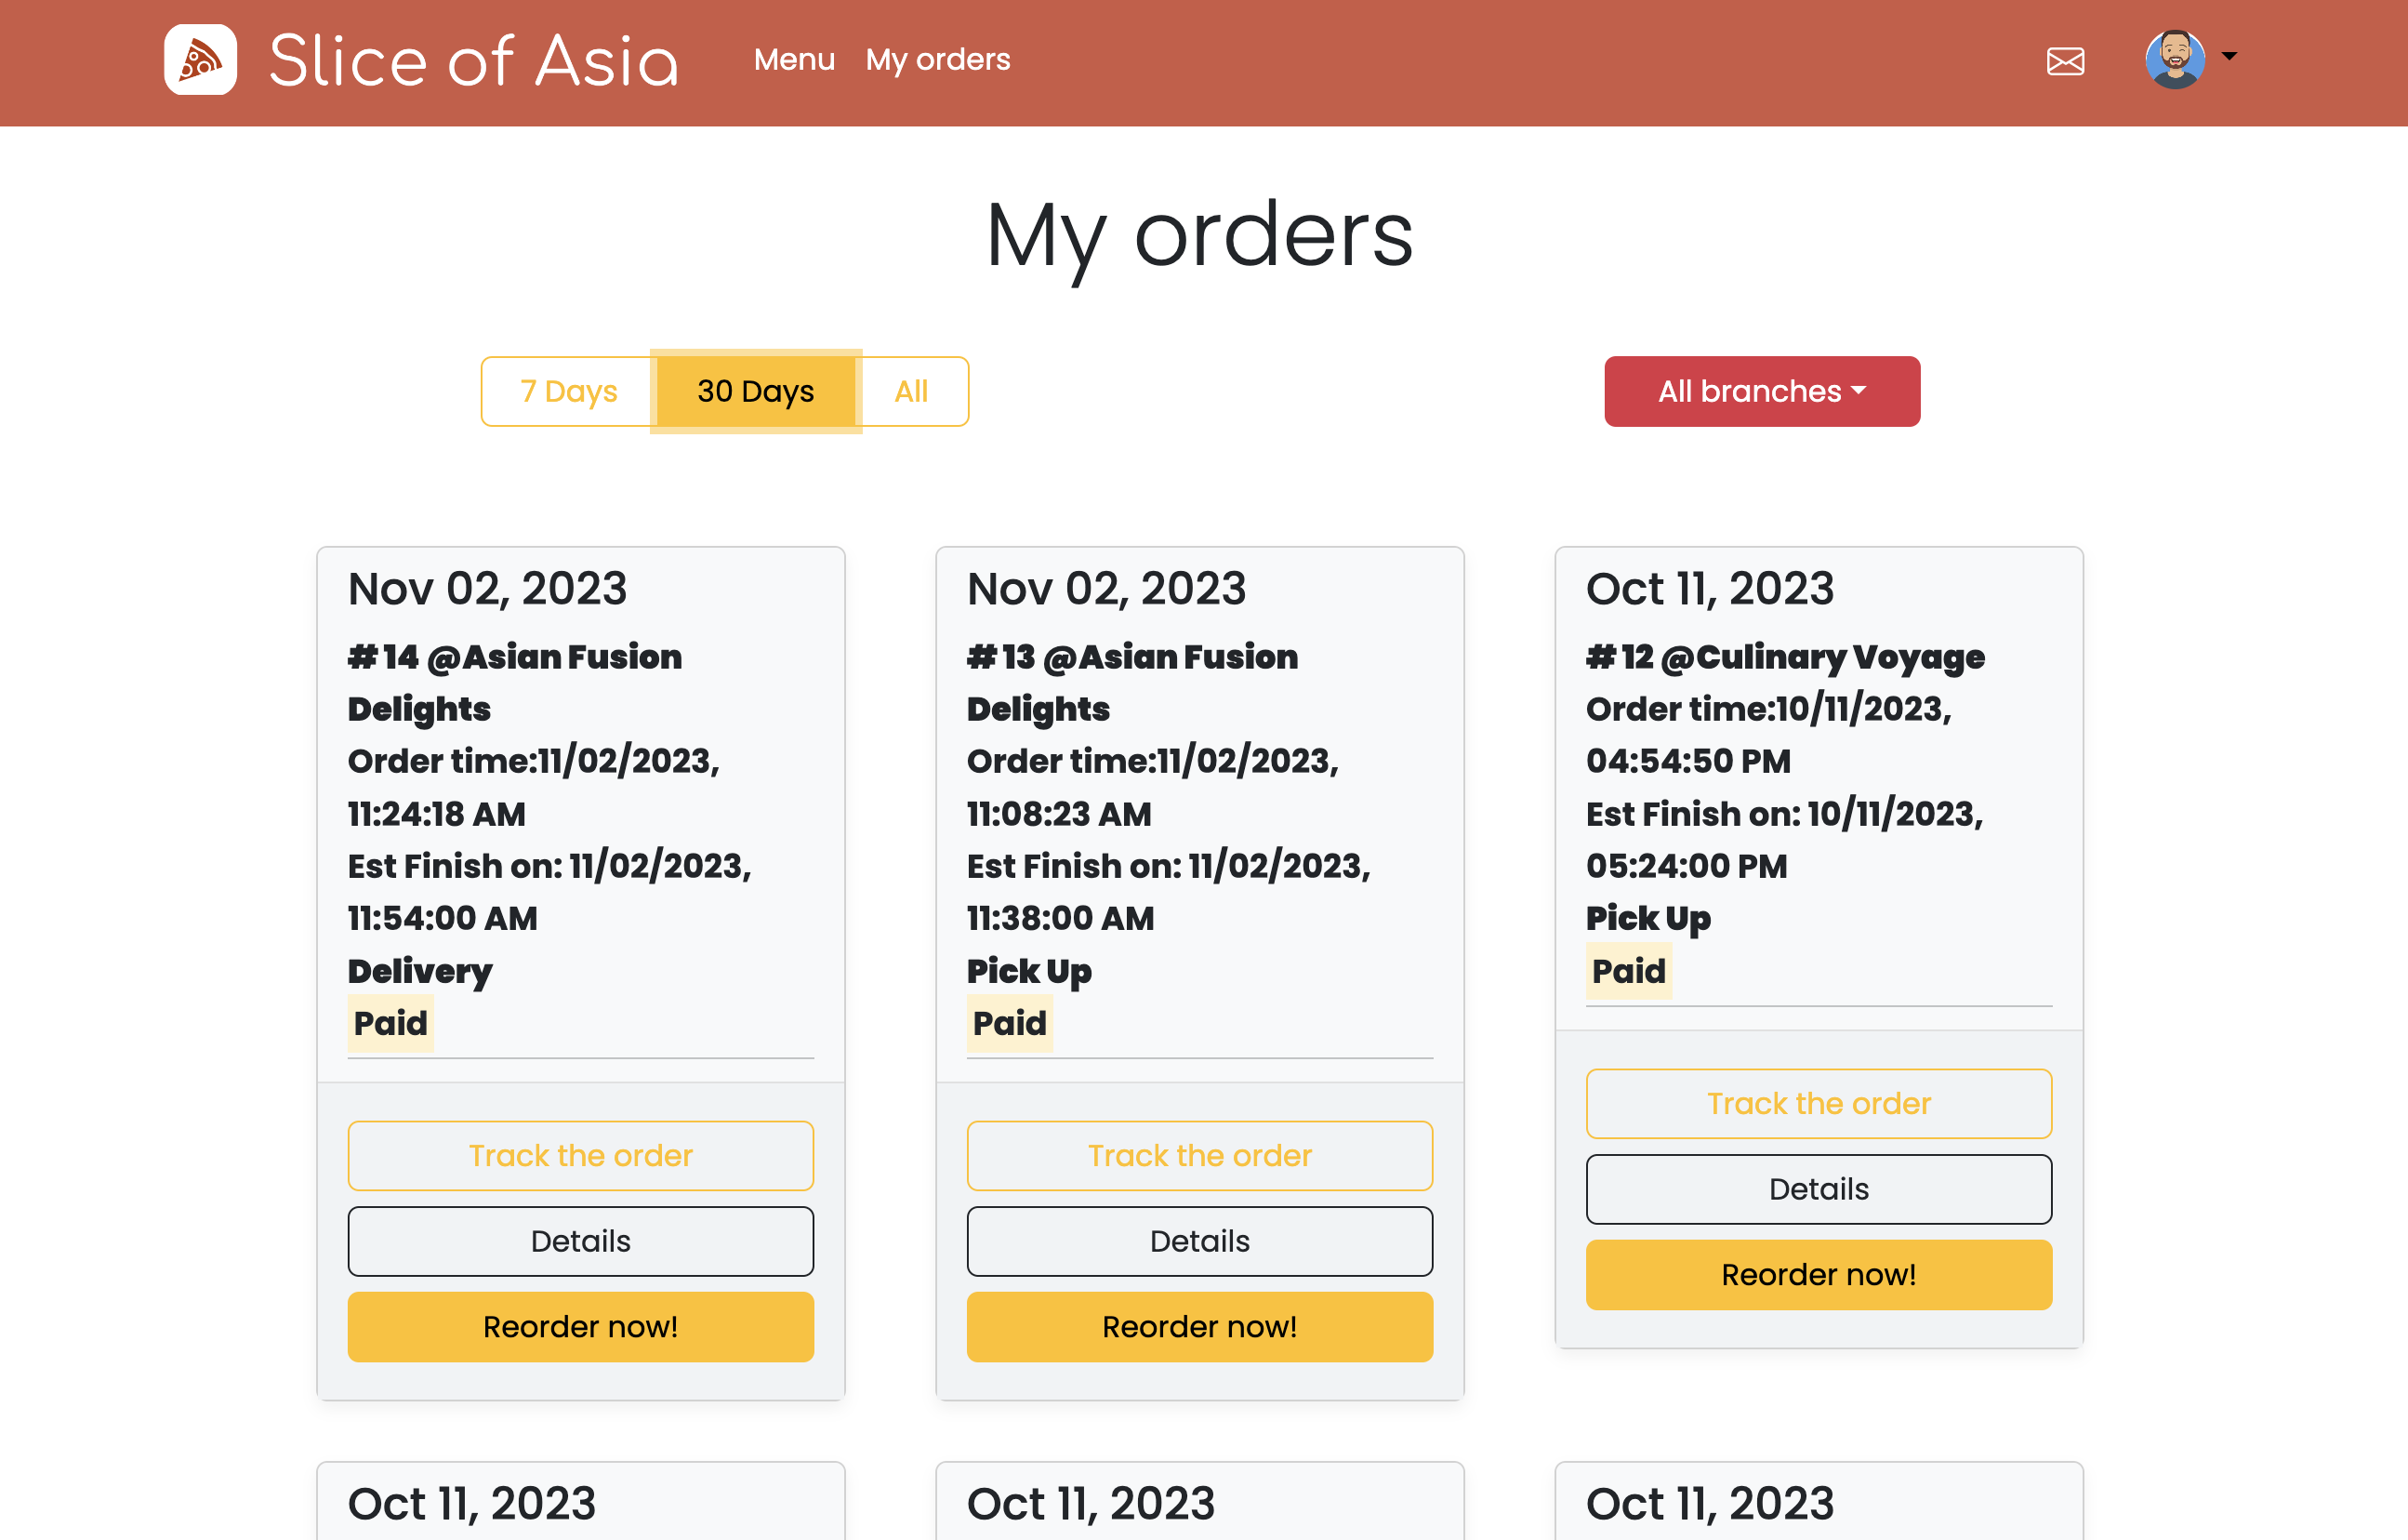 Slice of Asia
Menu
My orders
My orders
7 Days
30 Days
All
All branches
Nov 02, 2023
# 14 @Asian Fusion
Delights
Order time:11/02/2023,
11:24:18 AM
Est Finish on: 11/02/2023,
11:54:00 AM
Delivery
Paid
Track the order
Details
Reorder now!
Nov 02, 2023
# 13 @Asian Fusion
Delights
Order time:11/02/2023,
11:08:23 AM
Est Finish on: 11/02/2023,
11:38:00 AM
Pick Up
Paid
Track the order
Details
Reorder now!
Oct 11, 2023
# 12 @Culinary Voyage
Order time:10/11/2023,
04:54:50 PM
Est Finish on: 10/11/2023,
05:24:00 PM
Pick Up
Paid
Track the order
Details
Reorder now!
Oct 11, 2023
Oct 11, 2023
Oct 11, 2023